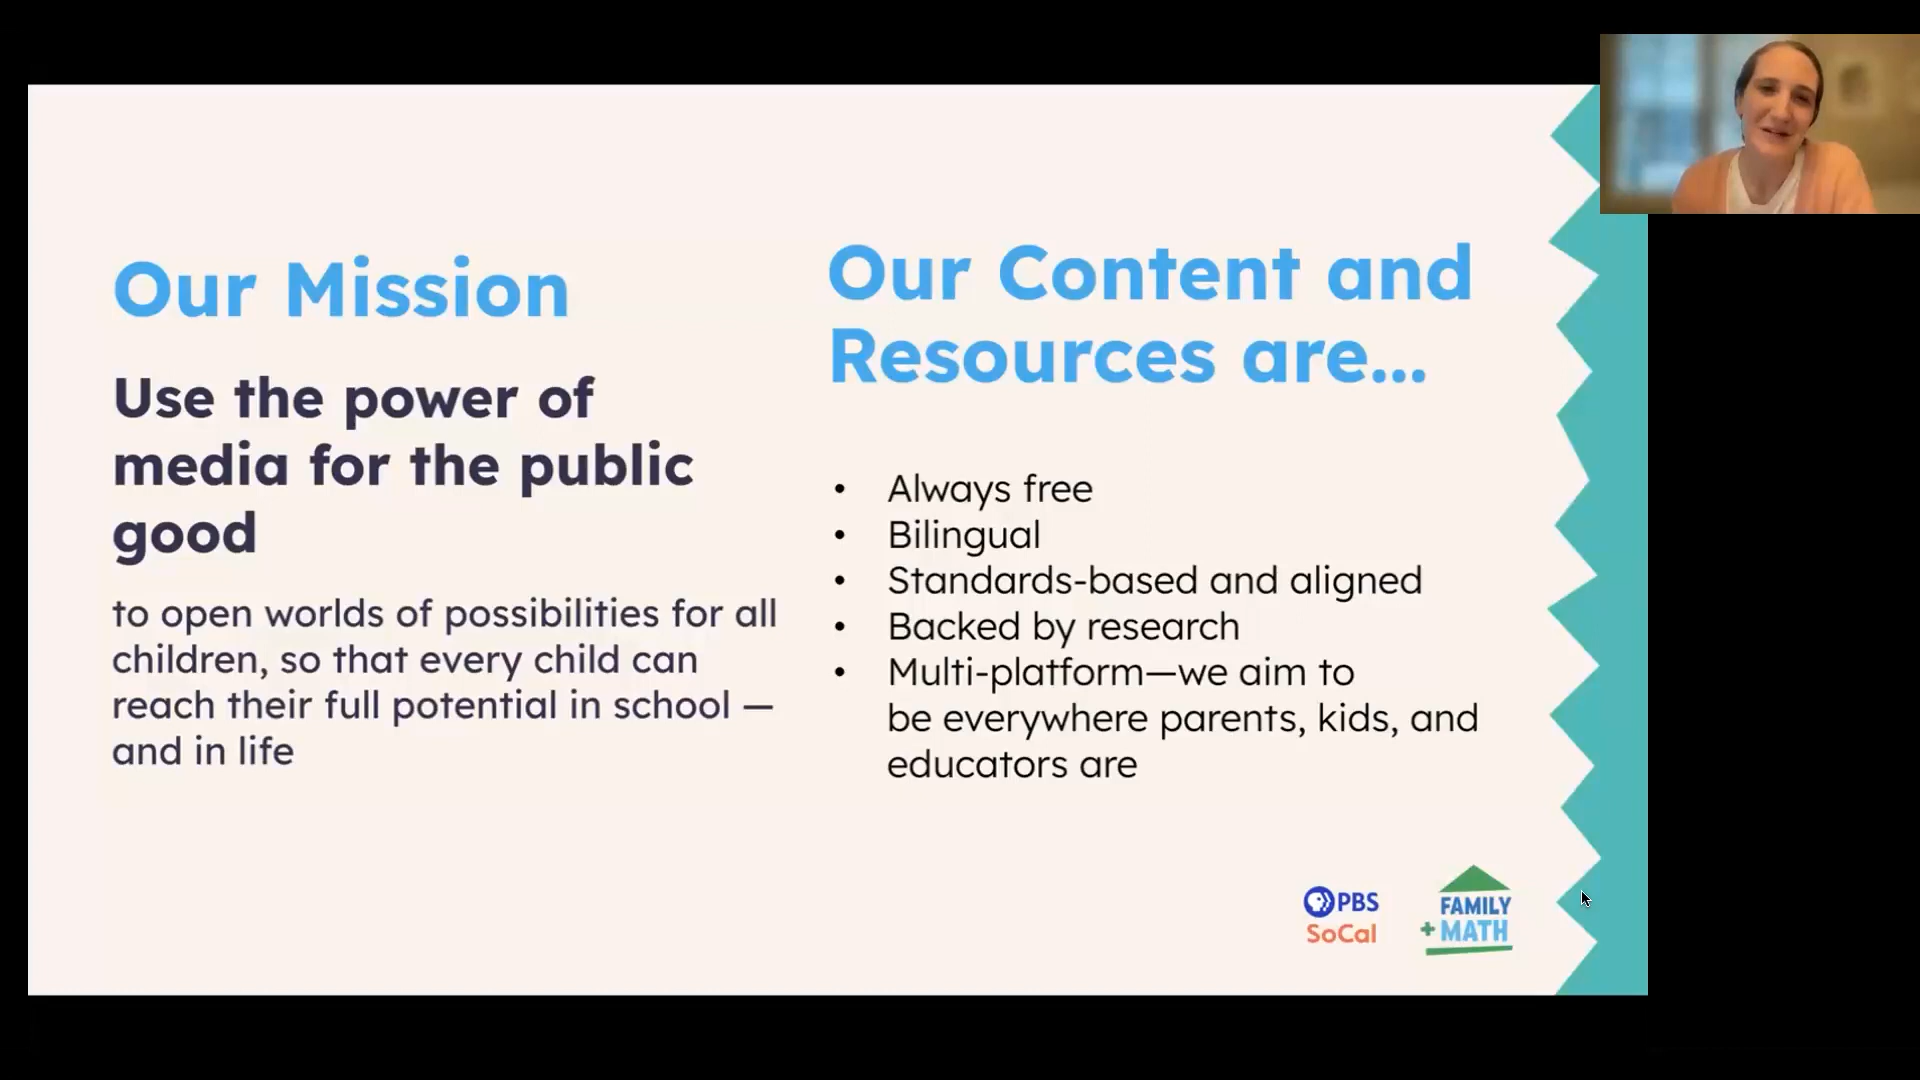 Our Mission
Use the power of
media for the public
good
to open worlds of possibilities for all
children, so that every child can
reach their full potential in school —
and in life
Our Content and
Resources are...
• Always free
• Bilingual
• Standards-based and aligned
• Backed by research
• Multi-platform—we aim to
be everywhere parents, kids, and
educators are
PBS
SoCal
FAMILY
+MATH